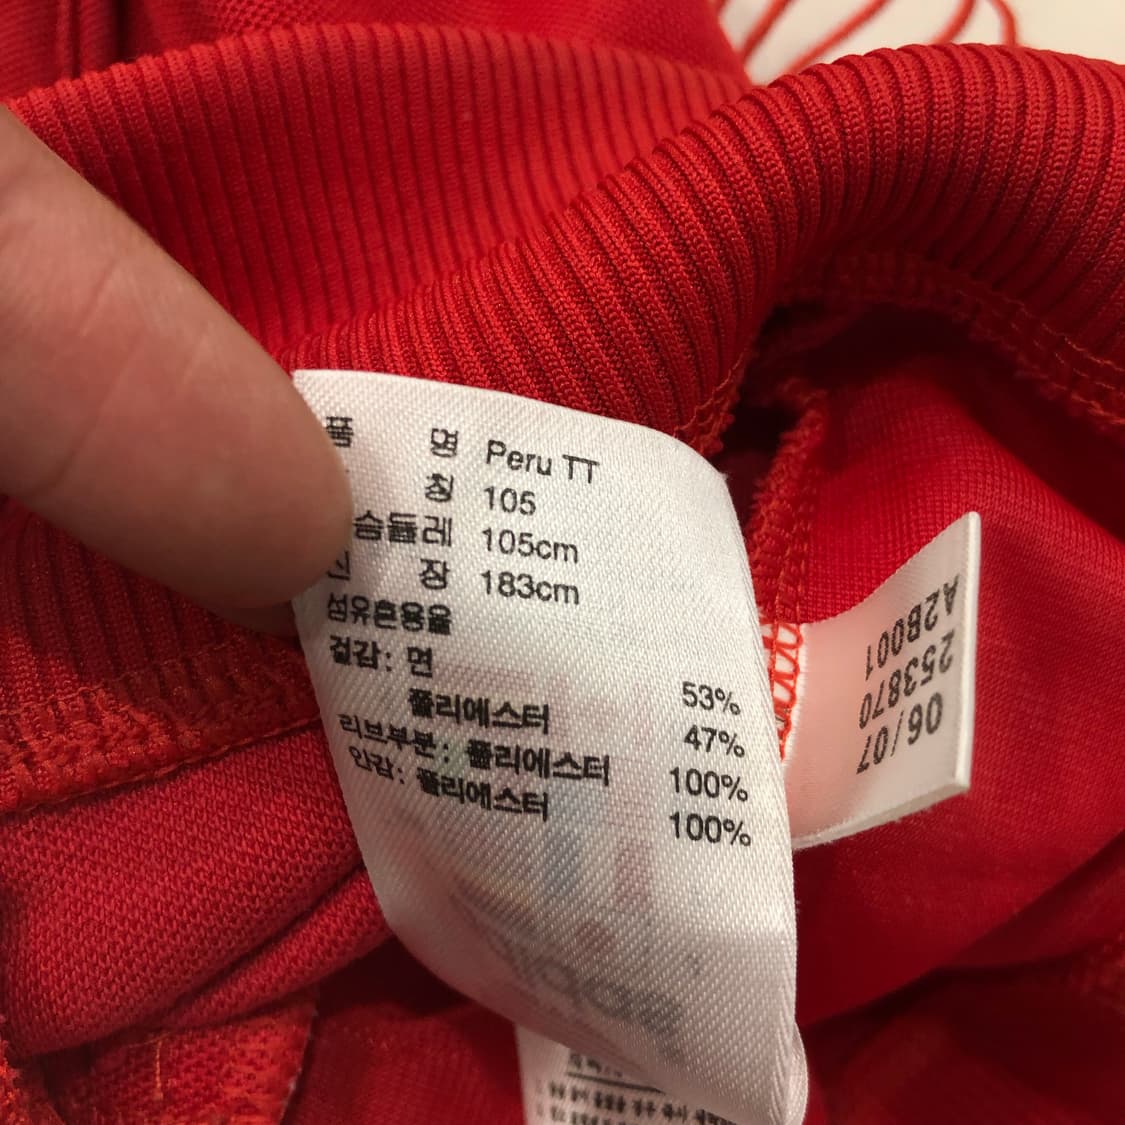 품 명 Peru TT
칭 105
슴둘레 105cm
장 183cm
섬유혼용율
겉감: 면 53%
폴리에스터 47%
리브부분: 폴리에스터 100%
안감: 폴리에스터 100%
06/07
253870
A2B001